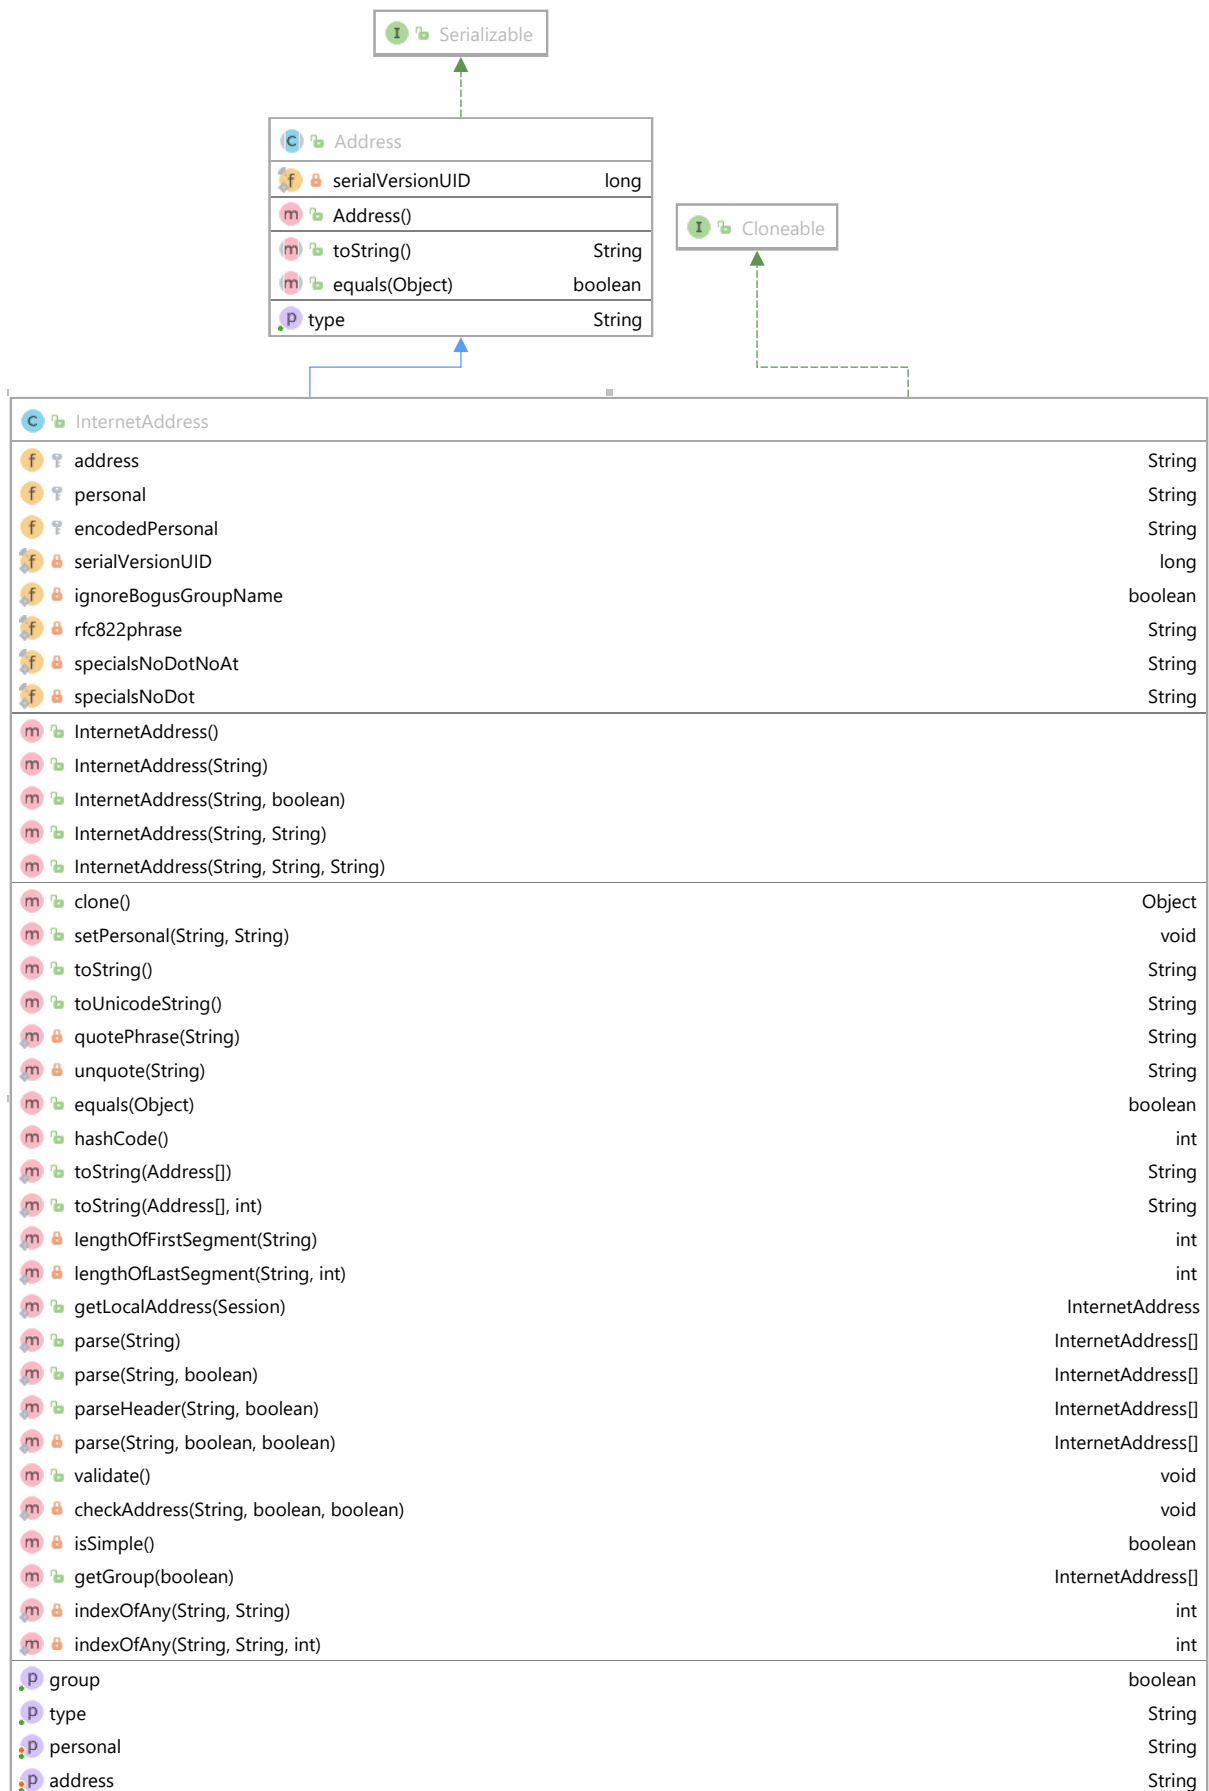 Serializable
Address
serialVersionUID long
Address()
toString() String
equals(Object) boolean
type String
Cloneable
InternetAddress
address String
personal String
encodedPersonal String
serialVersionUID long
ignoreBogusGroupName boolean
rfc822phrase String
specialsNoDotNoAt String
specialsNoDot String
InternetAddress()
InternetAddress(String)
InternetAddress(String, boolean)
InternetAddress(String, String)
InternetAddress(String, String, String)
clone() Object
setPersonal(String, String) void
toString() String
toUnicodeString() String
quotePhrase(String) String
unquote(String) String
equals(Object) boolean
hashCode() int
toString(Address[]) String
toString(Address[], int) String
lengthOfFirstSegment(String) int
lengthOfLastSegment(String, int) int
getLocalAddress(Session) InternetAddress
parse(String) InternetAddress[]
parse(String, boolean) InternetAddress[]
parseHeader(String, boolean) InternetAddress[]
parse(String, boolean, boolean) InternetAddress[]
validate() void
checkAddress(String, boolean, boolean) void
isSimple() boolean
getGroup(boolean) InternetAddress[]
indexOfAny(String, String) int
indexOfAny(String, String, int) int
group boolean
type String
personal String
address String